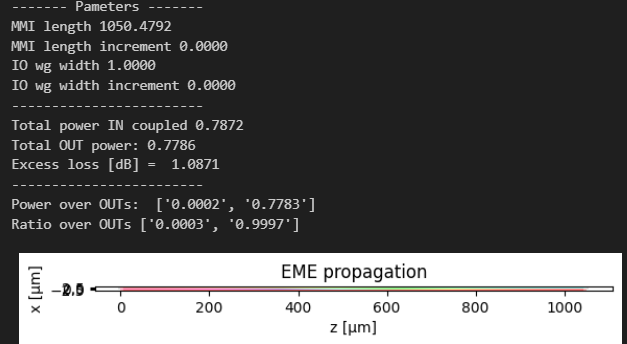 ------- Pameters -------
MMI length 1050.4792
MMI length increment 0.0000
IO wg width 1.0000
IO wg width increment 0.0000
------------------------
Total power IN coupled 0.7872
Total OUT power: 0.7786
Excess loss [dB] =  1.0871
------------------------
Power over OUTs:  ['0.0002', '0.7783']
Ratio over OUTs ['0.0003', '0.9997']
EME propagation
x [μm]
0 200 400 600 800 1000
z [μm]